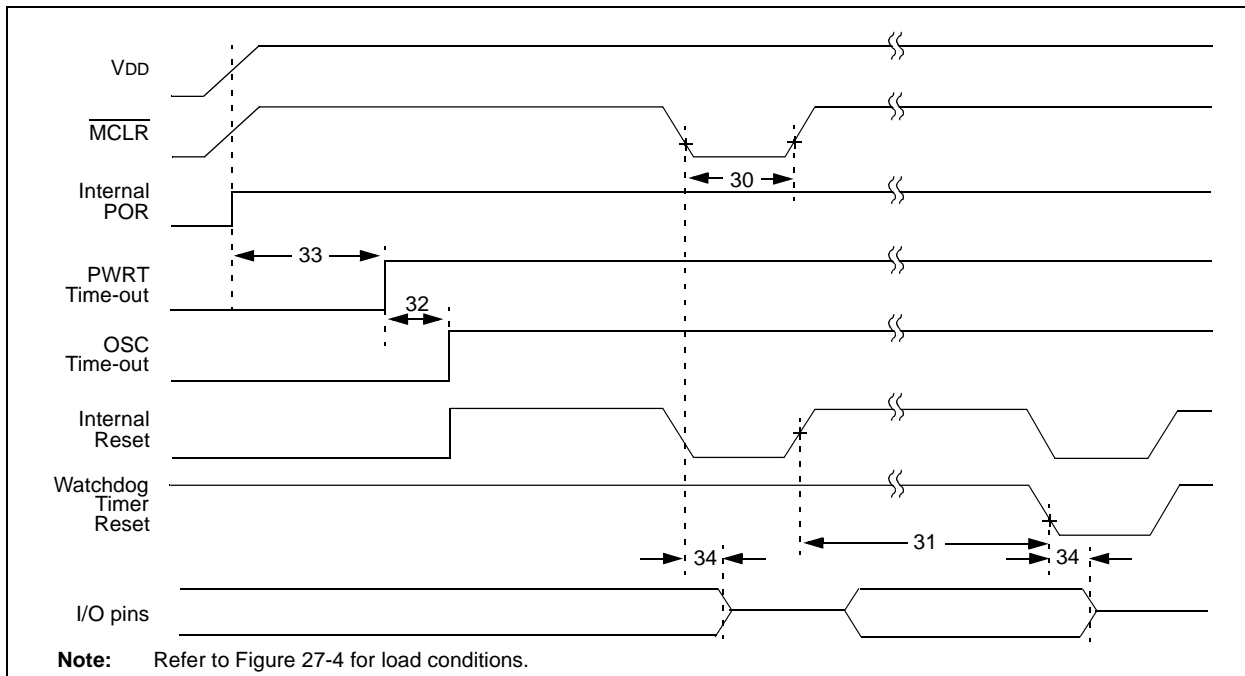 VDD
MCLR
30
Internal
POR
33
PWRT
Time-out
32
OSC
Time-out
Internal
Reset
Watchdog
Timer
Reset
31
34
34
I/O pins
Note: Refer to Figure 27-4 for load conditions.